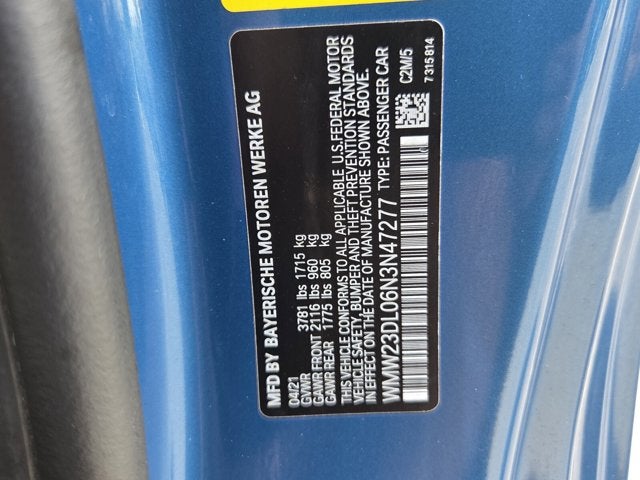 MFD BY BAYERISCHE MOTOREN WERKE AG
04/21
GVWR 3781 lbs 1715 kg
GAWR FRONT 2116 lbs 960 kg
GAWR REAR 1775 lbs 805 kg
THIS VEHICLE CONFORMS TO ALL APPLICABLE U.S.FEDERAL MOTOR
VEHICLE SAFETY, BUMPER AND THEFT PREVENTION STANDARDS
IN EFFECT ON THE DATE OF MANUFACTURE SHOWN ABOVE.
WMW23DL06N3N47277 TYPE: PASSENGER CAR
C2MI/5
7315814